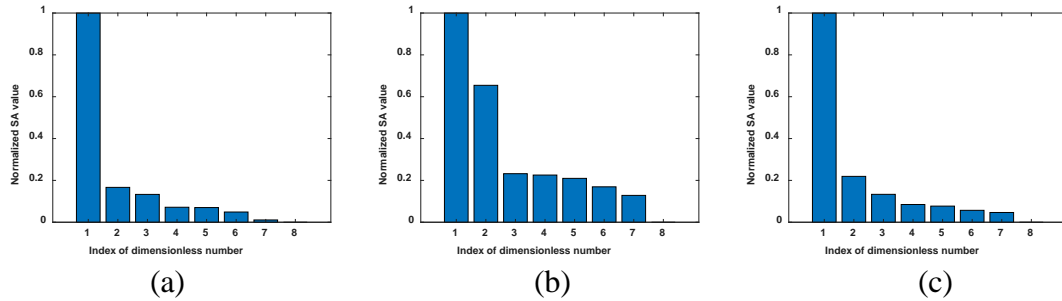 1
0.8
0.6
0.4
0.2
0
Normalized SA value
1 2 3 4 5 6 7 8
Index of dimensionless number
(a)
1
0.8
0.6
0.4
0.2
0
Normalized SA value
1 2 3 4 5 6 7 8
Index of dimensionless number
(b)
1
0.8
0.6
0.4
0.2
0
Normalized SA value
1 2 3 4 5 6 7 8
Index of dimensionless number
(c)